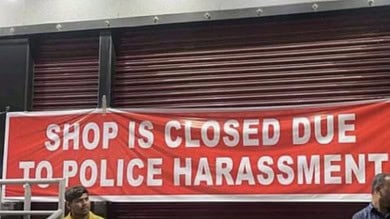 SHOP IS CLOSED DUE
TO POLICE HARASSMENT